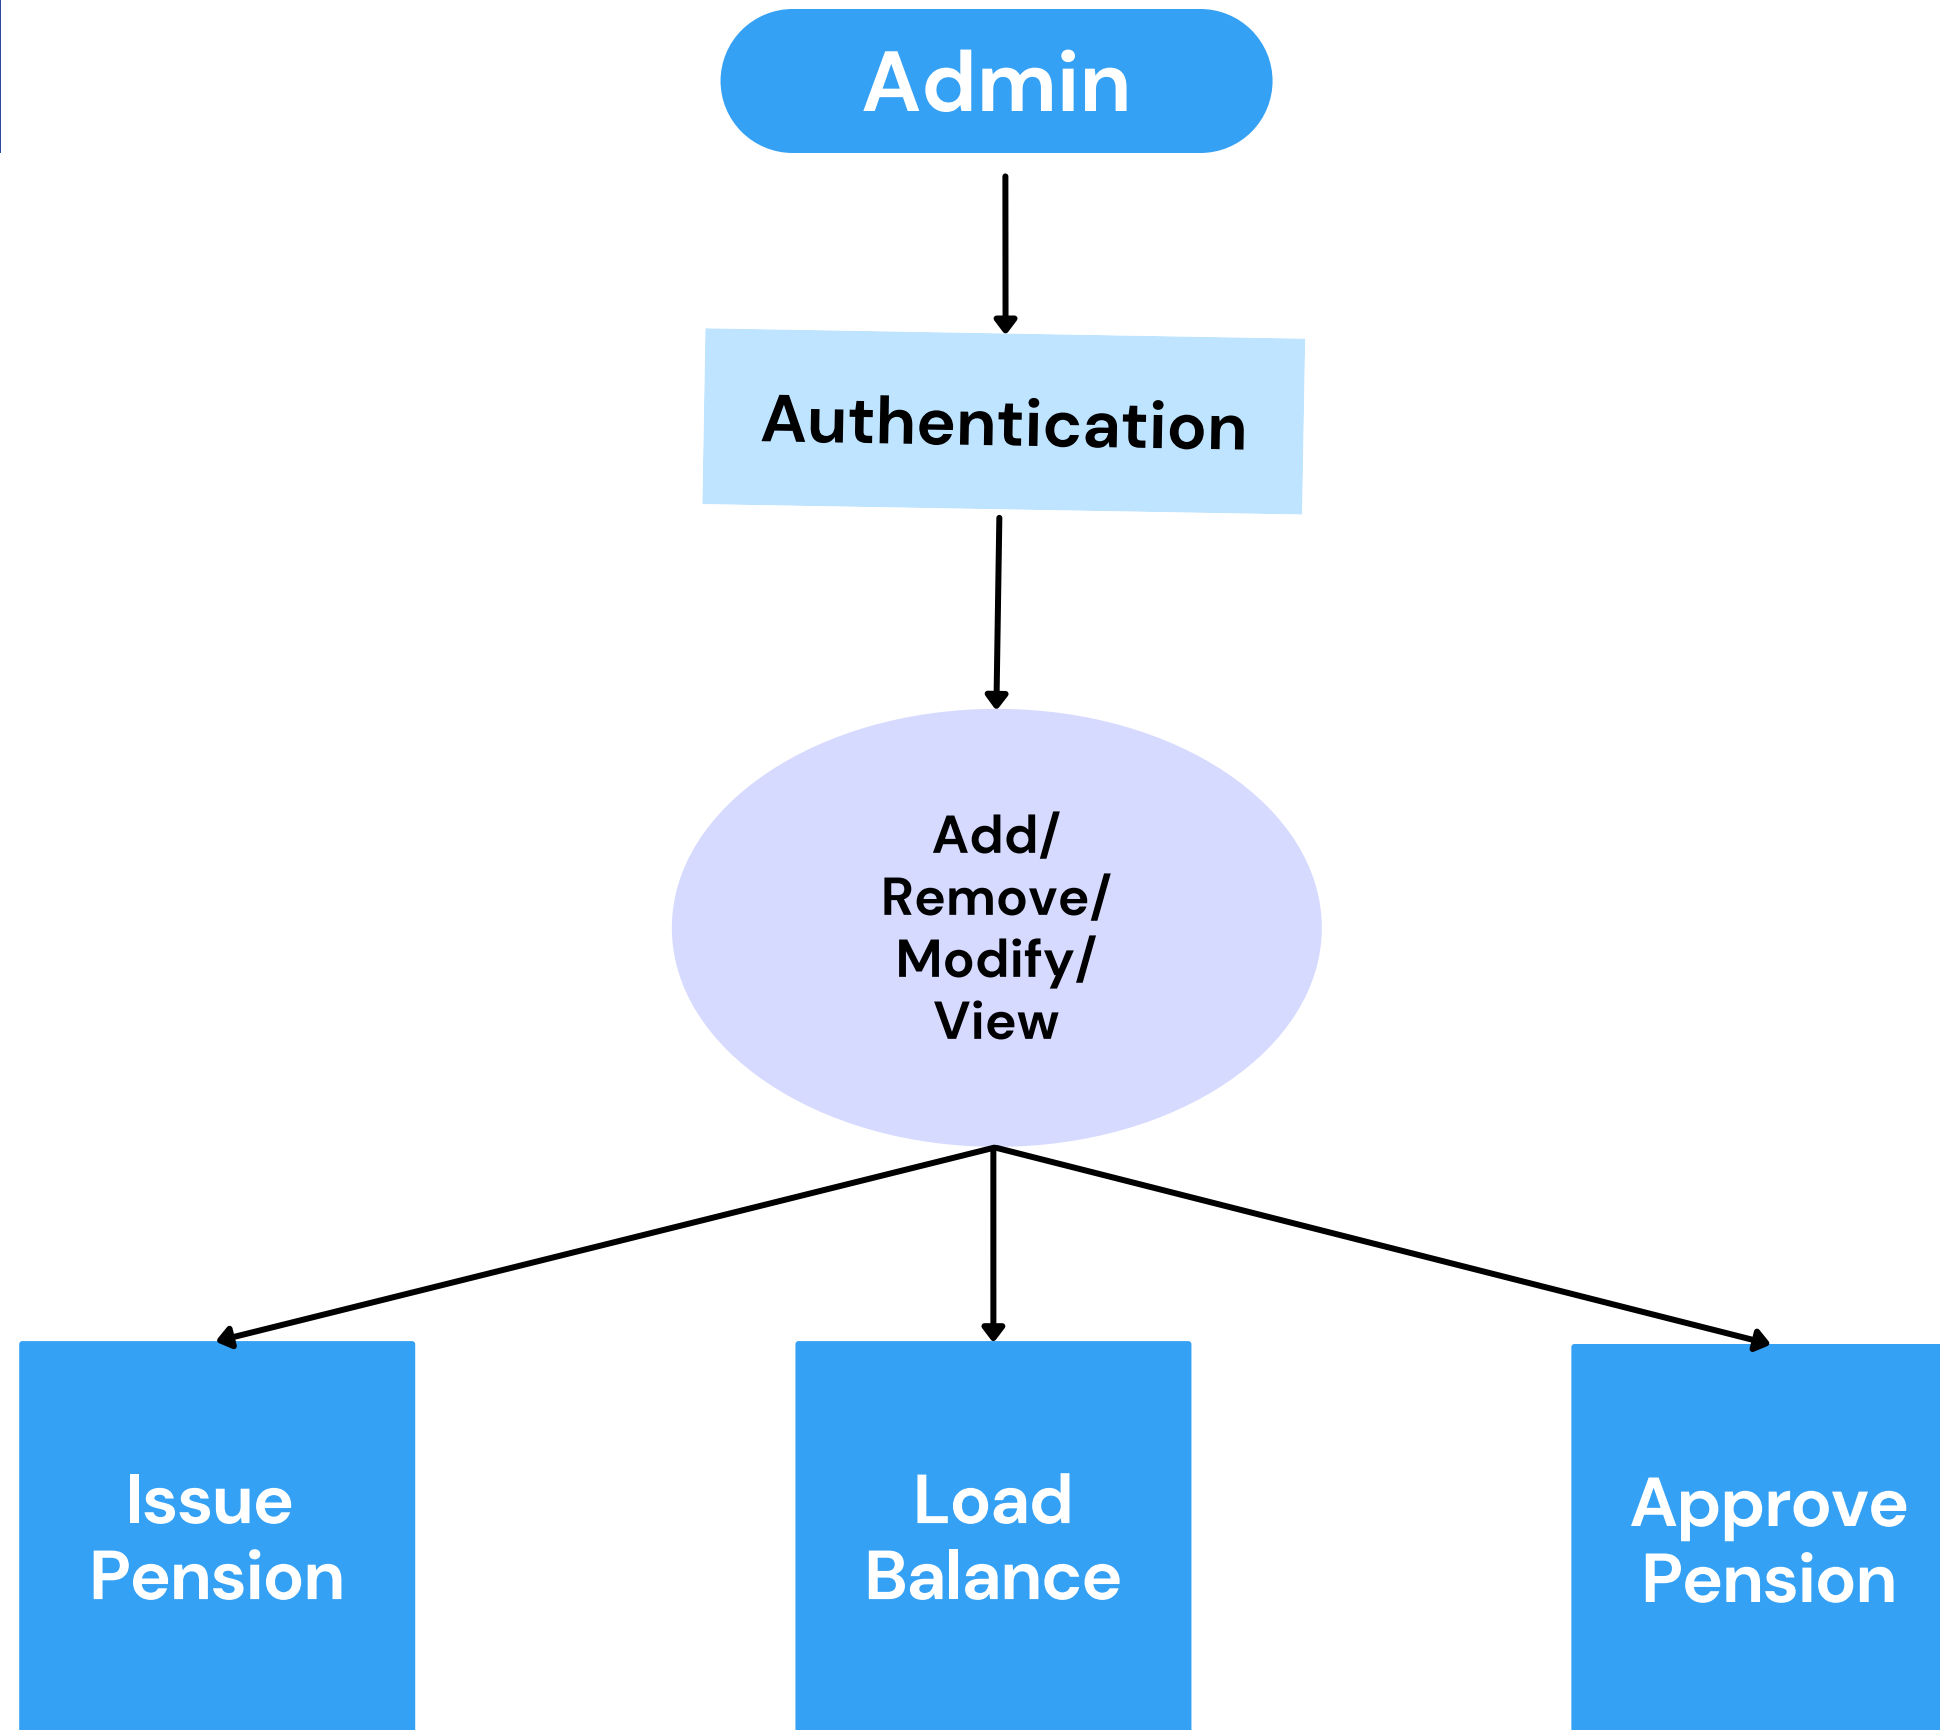 Admin
Authentication
Add/
Remove/
Modify/
View
Issue
Pension
Load
Balance
Approve
Pension